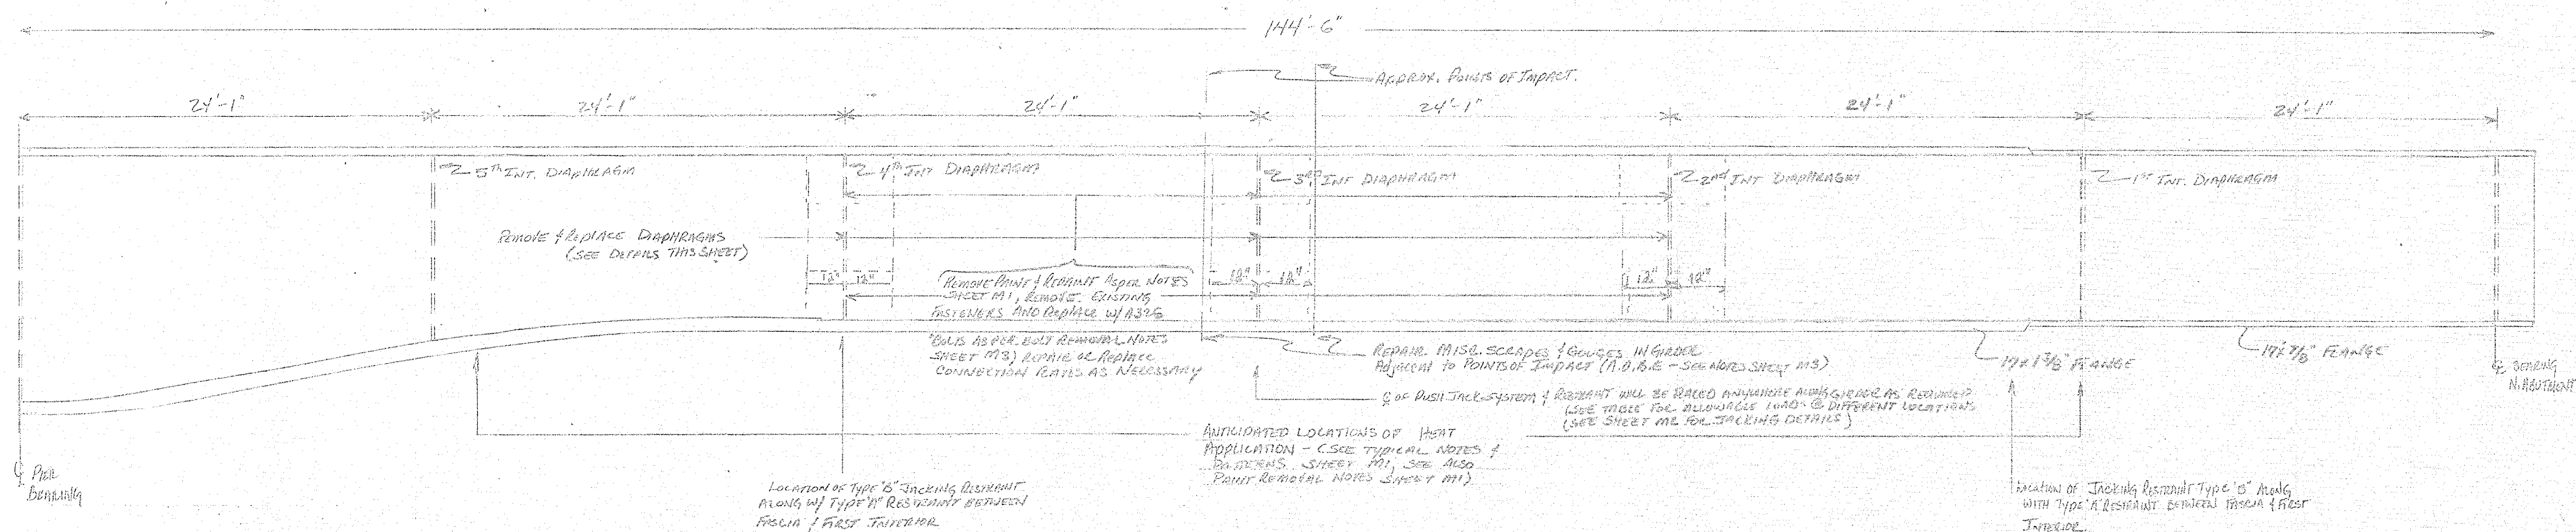 144'-6"
APPROX. POINTS OF IMPACT.
24'-1"
24'-1"
24'-1"
24'-1"
24'-1"
24'-1"
5TH INT. DIAPHRAGM
4TH INT DIAPHRAGM
3RD INT DIAPHRAGM
2ND INT DIAPHRAGM
1ST INT. DIAPHRAGM
REMOVE & REPLACE DIAPHRAGMS
(SEE DETAILS THIS SHEET)
12" 12"
12" 12"
12" 12"
REMOVE PAINT & REPAINT AS PER NOTES
SHEET M1, REMOVE EXISTING
FASTENERS AND REPLACE W/ A325
BOLTS AS PER BOLT REMOVAL NOTES
SHEET M3) REPAIR OR REPLACE
CONNECTION PLATES AS NECESSARY
REPAIR MISC. SCRAPES & GOUGES IN GIRDER
ADJACENT TO POINTS OF IMPACT (A.O.B.E - SEE NOTES SHEET M3)
17 x 1 3/8" FLANGE
17 x 7/8" FLANGE
℄ BEARING
N. ABUTMENT
℄ OF PUSH JACK SYSTEM & RESTRAINT WILL BE PLACED ANYWHERE ALONG GIRDER AS REQUIRED
(SEE TABLE FOR ALLOWABLE LOADS @ DIFFERENT LOCATIONS
(SEE SHEET M2 FOR JACKING DETAILS)
ANTICIPATED LOCATIONS OF HEAT
APPLICATION - (SEE TYPICAL NOTES &
PATTERNS SHEET M1, SEE ALSO
PAINT REMOVAL NOTES SHEET M1)
℄ PIER
BEARING
LOCATION OF TYPE "B" JACKING RESTRAINT
ALONG W/ TYPE "A" RESTRAINT BETWEEN
FASCIA & FIRST INTERIOR
LOCATION OF JACKING RESTRAINT TYPE "B" ALONG
WITH TYPE "A" RESTRAINT BETWEEN FASCIA & FIRST
INTERIOR.